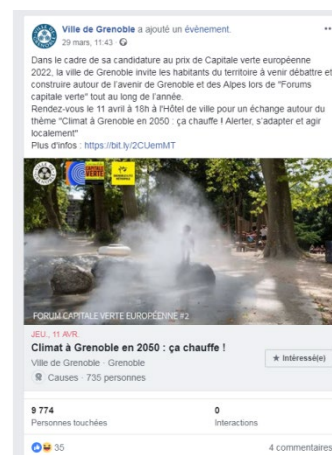 Ville de Grenoble a ajouté un évènement.
29 mars, 11:43 ·
Dans le cadre de sa candidature au prix de Capitale verte européenne
2022, la ville de Grenoble invite les habitants du territoire à venir débattre et
construire autour de l'avenir de Grenoble et des Alpes lors de "Forums
capitale verte" tout au long de l'année.
Rendez-vous le 11 avril à 18h à l'Hôtel de ville pour un échange autour du
thème "Climat à Grenoble en 2050 : ça chauffe ! Alerter, s'adapter et agir
localement"
Plus d'infos : https://bit.ly/2CUemMT
CAPITALE
VERTE
FORUM CAPITALE VERTE EUROPÉENNE #2
JEU., 11 AVR.
Climat à Grenoble en 2050 : ça chauffe !
Ville de Grenoble · Grenoble
Causes · 735 personnes
★ Intéressé(e)
9 774
Personnes touchées
0
Interactions
35
4 commentaires